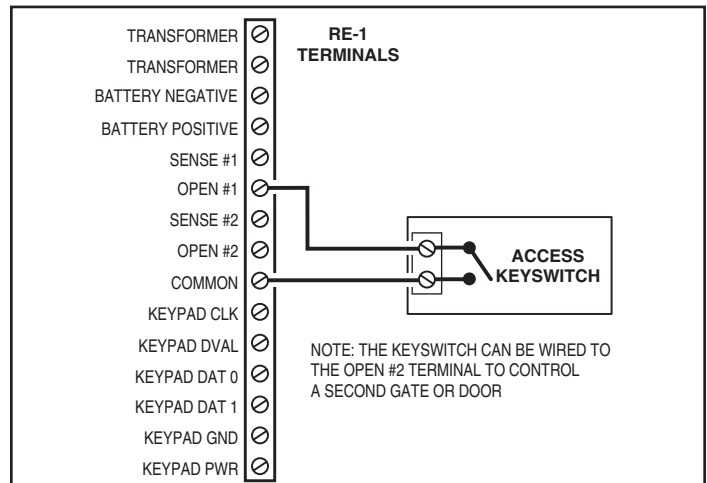 RE-1
TERMINALS
TRANSFORMER
TRANSFORMER
BATTERY NEGATIVE
BATTERY POSITIVE
SENSE #1
OPEN #1
SENSE #2
OPEN #2
COMMON
KEYPAD CLK
KEYPAD DVAL
KEYPAD DAT 0
KEYPAD DAT 1
KEYPAD GND
KEYPAD PWR
ACCESS
KEYSWITCH
NOTE: THE KEYSWITCH CAN BE WIRED TO
THE OPEN #2 TERMINAL TO CONTROL
A SECOND GATE OR DOOR